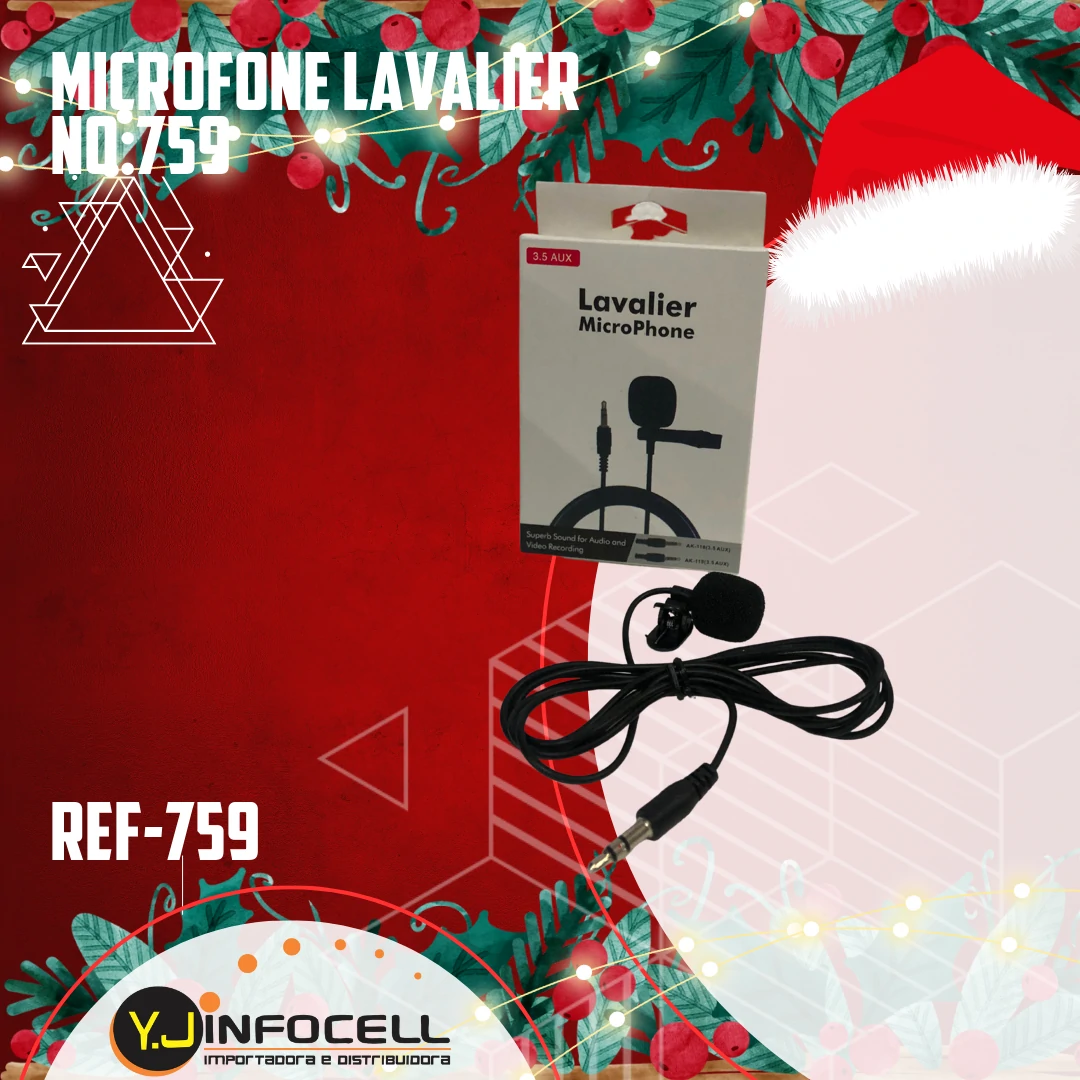 MICROFONE LAVALIER
NO:759
3.5 AUX
Lavalier
MicroPhone
Superb Sound for Audio and
Video Recording
REF-759
Y.J INFOCELL
IMPORTADORA E DISTRIBUIDORA